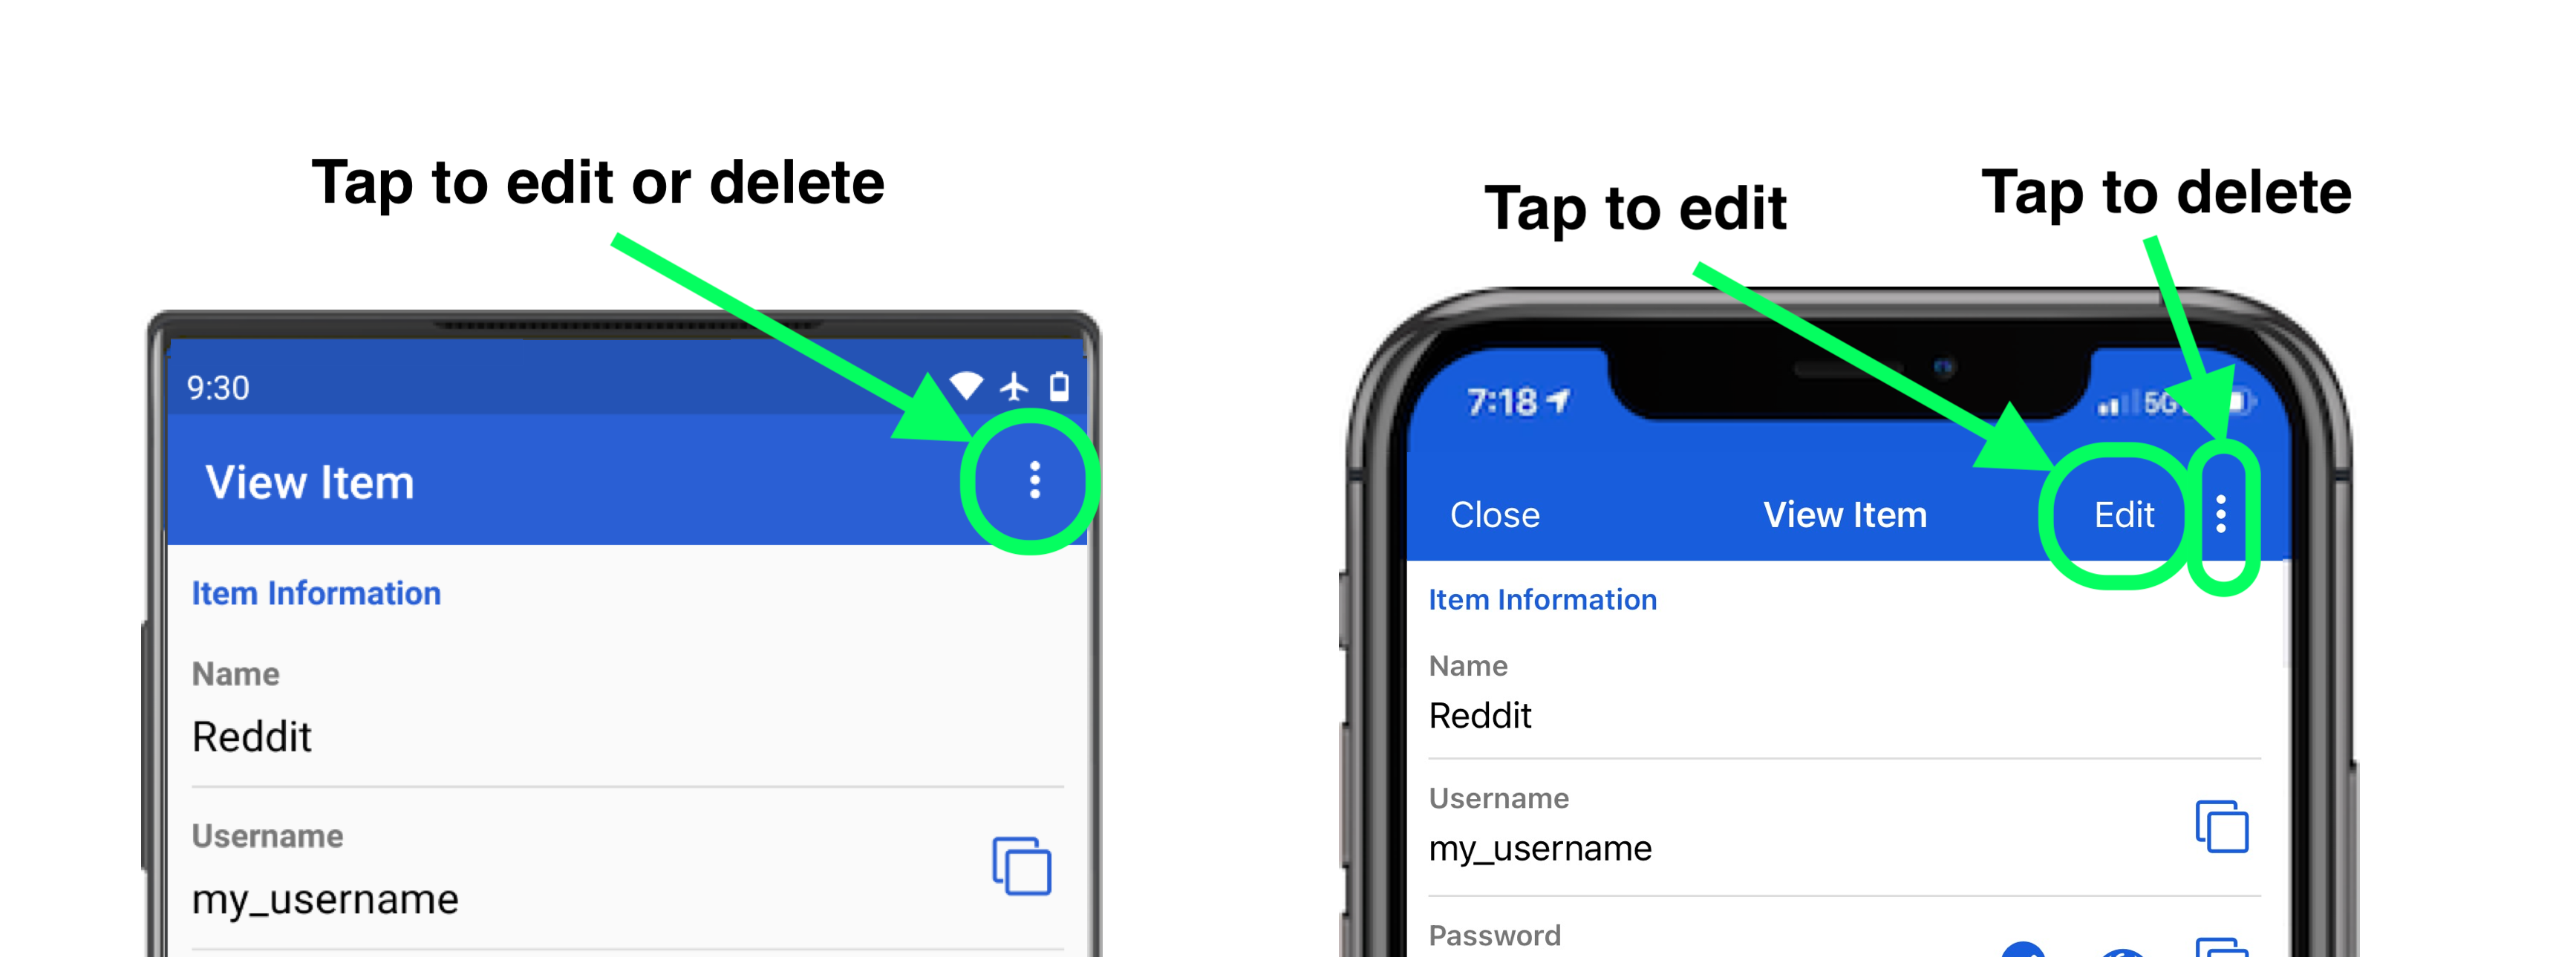 Tap to edit or delete
9:30
View Item
Item Information
Name
Reddit
Username
my_username
Tap to edit
Tap to delete
7:18
5G
Close
View Item
Edit
Item Information
Name
Reddit
Username
my_username
Password